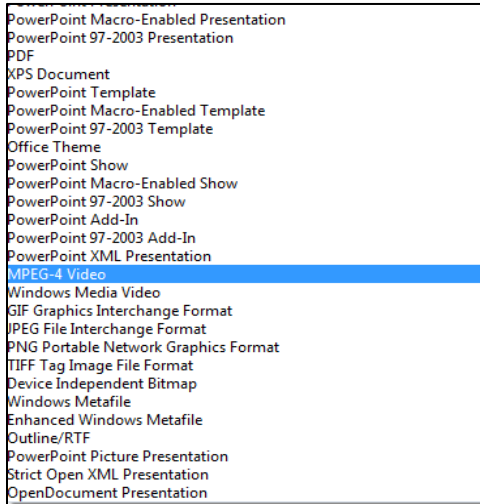 PowerPoint Macro-Enabled Presentation
PowerPoint 97-2003 Presentation
PDF
XPS Document
PowerPoint Template
PowerPoint Macro-Enabled Template
PowerPoint 97-2003 Template
Office Theme
PowerPoint Show
PowerPoint Macro-Enabled Show
PowerPoint 97-2003 Show
PowerPoint Add-In
PowerPoint 97-2003 Add-In
PowerPoint XML Presentation
MPEG-4 Video
Windows Media Video
GIF Graphics Interchange Format
JPEG File Interchange Format
PNG Portable Network Graphics Format
TIFF Tag Image File Format
Device Independent Bitmap
Windows Metafile
Enhanced Windows Metafile
Outline/RTF
PowerPoint Picture Presentation
Strict Open XML Presentation
OpenDocument Presentation